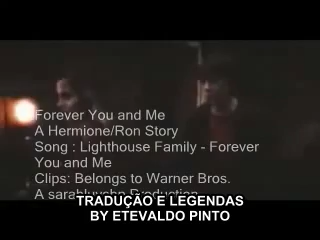 Forever You and Me
A Hermione/Ron Story
Song : Lighthouse Family - Forever
You and Me
Clips: Belongs to Warner Bros.
A Production
TRADUÇÃO E LEGENDAS
BY ETEVALDO PINTO